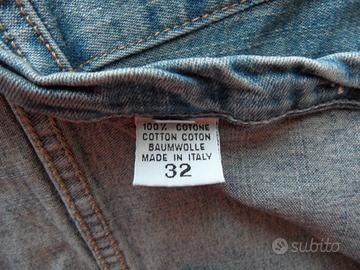 100% COTONE
COTTON COTON
BAUMWOLLE
MADE IN ITALY
32
subito